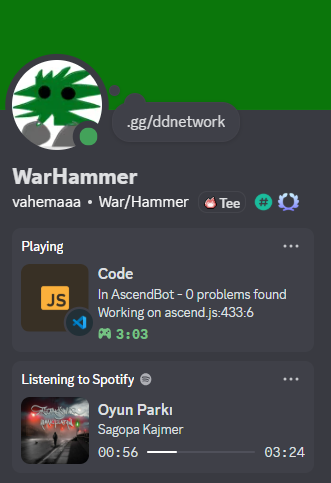 .gg/ddnetwork
WarHammer
vahemaaa • War/Hammer Tee #
Playing
JS
Code
In AscendBot - 0 problems found
Working on ascend.js:433:6
3:03
Listening to Spotify
Oyun Parkı
Sagopa Kajmer
00:56 03:24